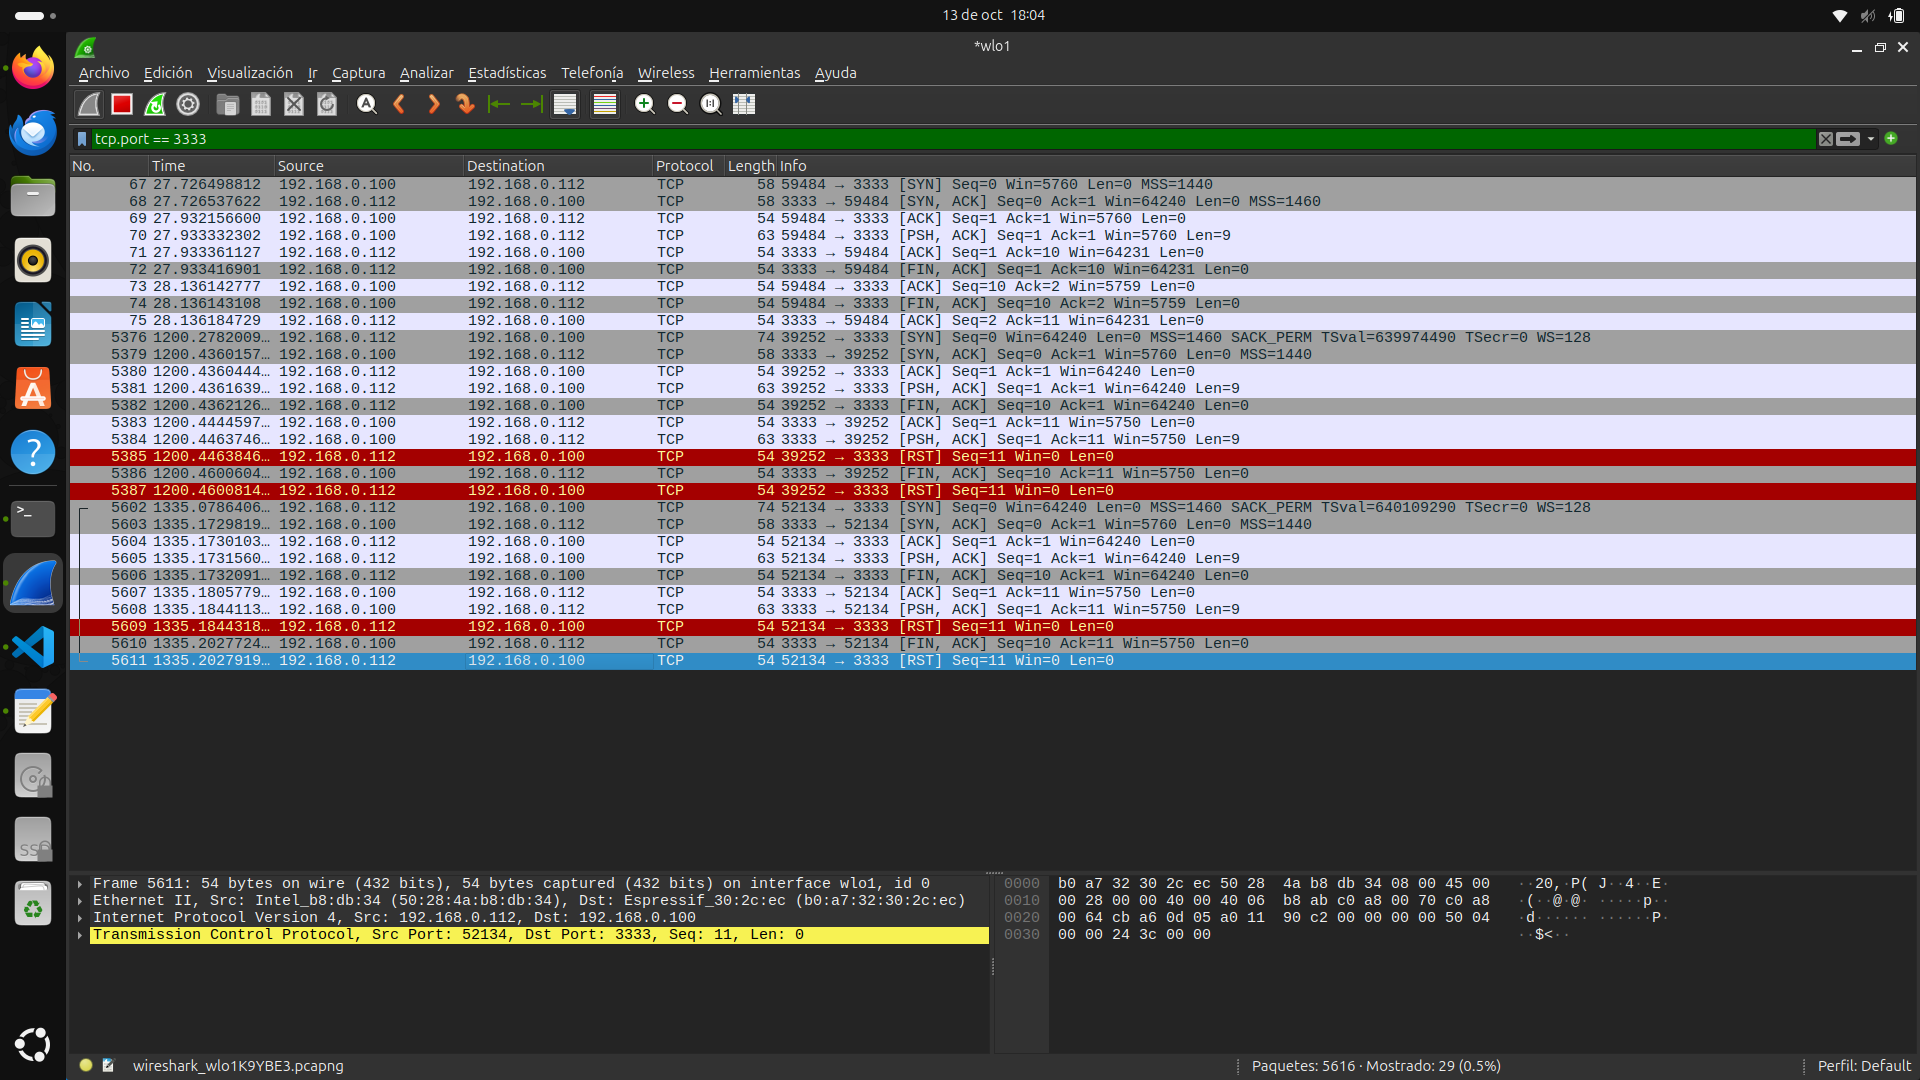 13 de oct 18:04
*wlo1
Archivo Edición Visualización Ir Captura Analizar Estadísticas Telefonía Wireless Herramientas Ayuda
tcp.port == 3333
No. Time Source Destination Protocol Length Info
67 27.726498812 192.168.0.100 192.168.0.112 TCP 58 59484 → 3333 [SYN] Seq=0 Win=5760 Len=0 MSS=1440
68 27.726537622 192.168.0.112 192.168.0.100 TCP 58 3333 → 59484 [SYN, ACK] Seq=0 Ack=1 Win=64240 Len=0 MSS=1460
69 27.932156600 192.168.0.100 192.168.0.112 TCP 54 59484 → 3333 [ACK] Seq=1 Ack=1 Win=5760 Len=0
70 27.933332302 192.168.0.100 192.168.0.112 TCP 63 59484 → 3333 [PSH, ACK] Seq=1 Ack=1 Win=5760 Len=9
71 27.933361127 192.168.0.112 192.168.0.100 TCP 54 3333 → 59484 [ACK] Seq=1 Ack=10 Win=64231 Len=0
72 27.933416901 192.168.0.112 192.168.0.100 TCP 54 3333 → 59484 [FIN, ACK] Seq=1 Ack=10 Win=64231 Len=0
73 28.136142777 192.168.0.100 192.168.0.112 TCP 54 59484 → 3333 [ACK] Seq=10 Ack=2 Win=5759 Len=0
74 28.136143108 192.168.0.100 192.168.0.112 TCP 54 59484 → 3333 [FIN, ACK] Seq=10 Ack=2 Win=5759 Len=0
75 28.136184729 192.168.0.112 192.168.0.100 TCP 54 3333 → 59484 [ACK] Seq=2 Ack=11 Win=64231 Len=0
5376 1200.2782009… 192.168.0.112 192.168.0.100 TCP 74 39252 → 3333 [SYN] Seq=0 Win=64240 Len=0 MSS=1460 SACK_PERM TSval=639974490 TSecr=0 WS=128
5379 1200.4360157… 192.168.0.100 192.168.0.112 TCP 58 3333 → 39252 [SYN, ACK] Seq=0 Ack=1 Win=5760 Len=0 MSS=1440
5380 1200.4360444… 192.168.0.112 192.168.0.100 TCP 54 39252 → 3333 [ACK] Seq=1 Ack=1 Win=64240 Len=0
5381 1200.4361639… 192.168.0.112 192.168.0.100 TCP 63 39252 → 3333 [PSH, ACK] Seq=1 Ack=1 Win=64240 Len=9
5382 1200.4362126… 192.168.0.112 192.168.0.100 TCP 54 39252 → 3333 [FIN, ACK] Seq=10 Ack=1 Win=64240 Len=0
5383 1200.4444597… 192.168.0.100 192.168.0.112 TCP 54 3333 → 39252 [ACK] Seq=1 Ack=11 Win=5750 Len=0
5384 1200.4463746… 192.168.0.100 192.168.0.112 TCP 63 3333 → 39252 [PSH, ACK] Seq=1 Ack=11 Win=5750 Len=9
5385 1200.4463846… 192.168.0.112 192.168.0.100 TCP 54 39252 → 3333 [RST] Seq=11 Win=0 Len=0
5386 1200.4600604… 192.168.0.100 192.168.0.112 TCP 54 3333 → 39252 [FIN, ACK] Seq=10 Ack=11 Win=5750 Len=0
5387 1200.4600814… 192.168.0.112 192.168.0.100 TCP 54 39252 → 3333 [RST] Seq=11 Win=0 Len=0
5602 1335.0786406… 192.168.0.112 192.168.0.100 TCP 74 52134 → 3333 [SYN] Seq=0 Win=64240 Len=0 MSS=1460 SACK_PERM TSval=640109290 TSecr=0 WS=128
5603 1335.1729819… 192.168.0.100 192.168.0.112 TCP 58 3333 → 52134 [SYN, ACK] Seq=0 Ack=1 Win=5760 Len=0 MSS=1440
5604 1335.1730103… 192.168.0.112 192.168.0.100 TCP 54 52134 → 3333 [ACK] Seq=1 Ack=1 Win=64240 Len=0
5605 1335.1731560… 192.168.0.112 192.168.0.100 TCP 63 52134 → 3333 [PSH, ACK] Seq=1 Ack=1 Win=64240 Len=9
5606 1335.1732091… 192.168.0.112 192.168.0.100 TCP 54 52134 → 3333 [FIN, ACK] Seq=10 Ack=1 Win=64240 Len=0
5607 1335.1805779… 192.168.0.100 192.168.0.112 TCP 54 3333 → 52134 [ACK] Seq=1 Ack=11 Win=5750 Len=0
5608 1335.1844113… 192.168.0.100 192.168.0.112 TCP 63 3333 → 52134 [PSH, ACK] Seq=1 Ack=11 Win=5750 Len=9
5609 1335.1844318… 192.168.0.112 192.168.0.100 TCP 54 52134 → 3333 [RST] Seq=11 Win=0 Len=0
5610 1335.2027724… 192.168.0.100 192.168.0.112 TCP 54 3333 → 52134 [FIN, ACK] Seq=10 Ack=11 Win=5750 Len=0
5611 1335.2027919… 192.168.0.112 192.168.0.100 TCP 54 52134 → 3333 [RST] Seq=11 Win=0 Len=0
Frame 5611: 54 bytes on wire (432 bits), 54 bytes captured (432 bits) on interface wlo1, id 0
Ethernet II, Src: Intel_b8:db:34 (50:28:4a:b8:db:34), Dst: Espressif_30:2c:ec (b0:a7:32:30:2c:ec)
Internet Protocol Version 4, Src: 192.168.0.112, Dst: 192.168.0.100
Transmission Control Protocol, Src Port: 52134, Dst Port: 3333, Seq: 11, Len: 0
0000 b0 a7 32 30 2c ec 50 28 4a b8 db 34 08 00 45 00 ··20,·P( J··4··E·
0010 00 28 00 00 40 00 40 06 b8 ab c0 a8 00 70 c0 a8 ·(··@·@· ·····p··
0020 00 64 cb a6 0d 05 a0 11 90 c2 00 00 00 00 50 04 ·d······ ······P·
0030 00 00 24 3c 00 00 ··$<··
wireshark_wlo1K9YBE3.pcapng
Paquetes: 5616 · Mostrado: 29 (0.5%)
Perfil: Default